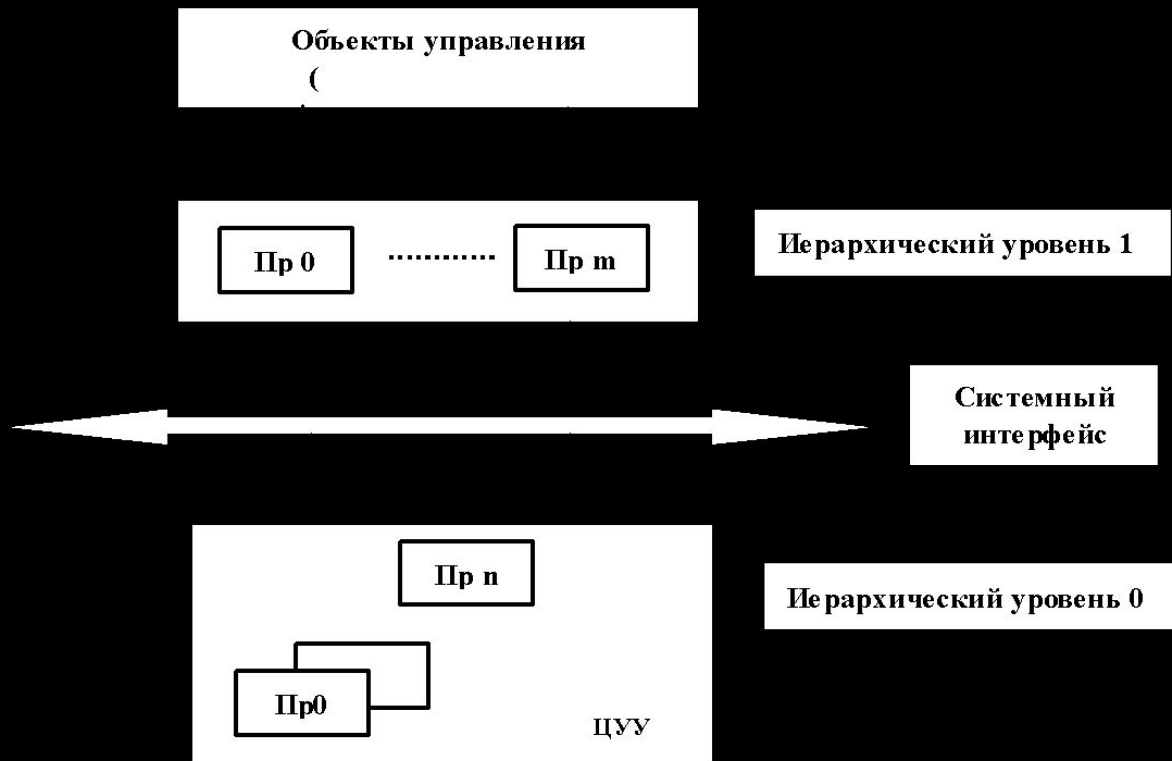 Объекты управления
(
Пр 0
Пр m
Иерархический уровень 1
Системный
интерфейс
Пр n
Иерархический уровень 0
Пр0
ЦУУ